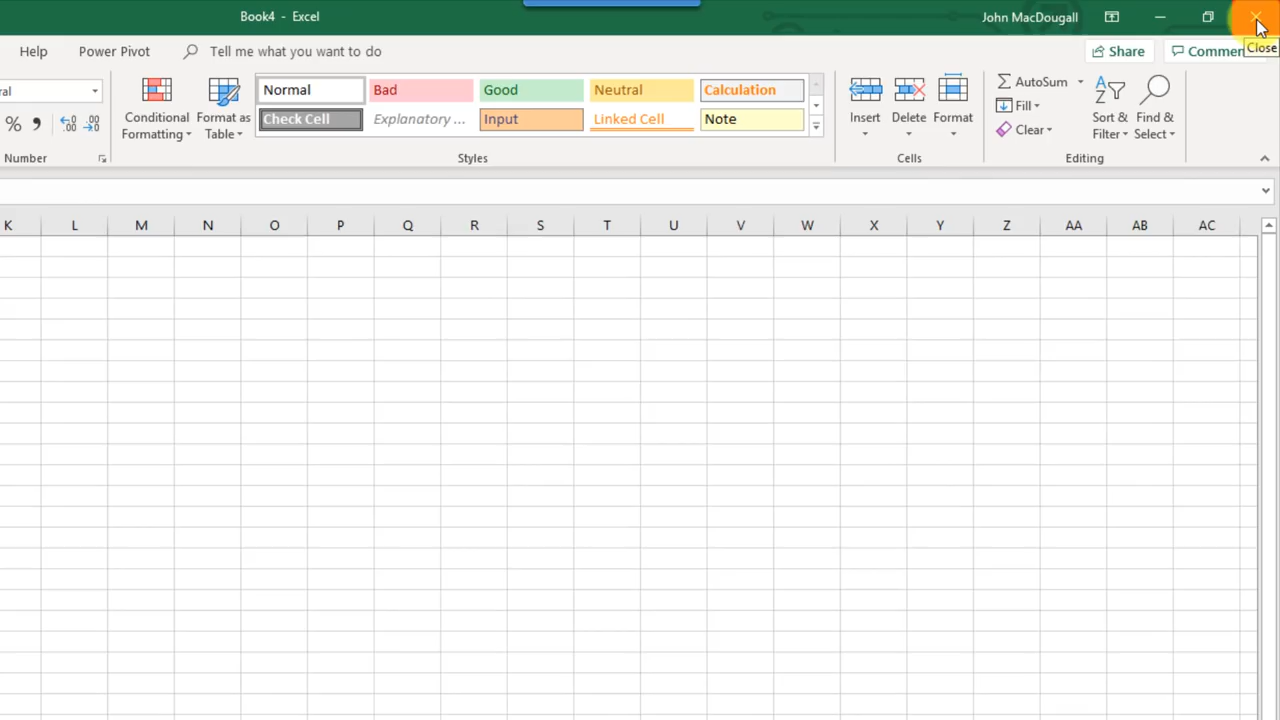 Book4 - Excel
John MacDougall
Close
Help Power Pivot Tell me what you want to do
Share
Normal Bad Good Neutral Calculation
Check Cell Explanatory ... Input Linked Cell Note
Conditional Formatting
Format as Table
Insert Delete Format
AutoSum
Fill
Clear
Sort & Filter
Find & Select
%
Number Styles Cells Editing
K L M N O P Q R S T U V W X Y Z AA AB AC